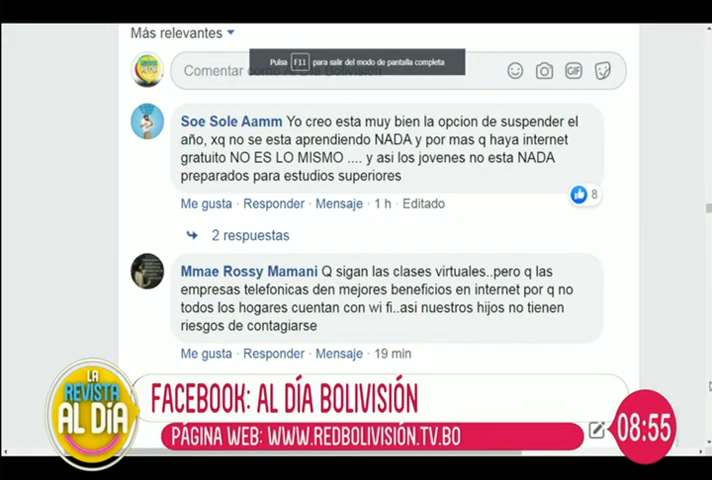 Más relevantes
Pulsa F11 para salir del modo de pantalla completa
Comentar como Al Día Bolivisión
GIF
Soe Sole Aamm Yo creo esta muy bien la opcion de suspender el
año, xq no se esta aprendiendo NADA y por mas q haya internet
gratuito NO ES LO MISMO .... y asi los jovenes no esta NADA
preparados para estudios superiores
8
Me gusta · Responder · Mensaje · 1 h · Editado
2 respuestas
Mmae Rossy Mamani Q sigan las clases virtuales..pero q las
empresas telefonicas den mejores beneficios en internet por q no
todos los hogares cuentan con wi fi..asi nuestros hijos no tienen
riesgos de contagiarse
Me gusta · Responder · Mensaje · 19 min
LA
REVISTA
AL DÍA
FACEBOOK: AL DÍA BOLIVISIÓN
PÁGINA WEB: WWW.REDBOLIVISIÓN.TV.BO
08:55